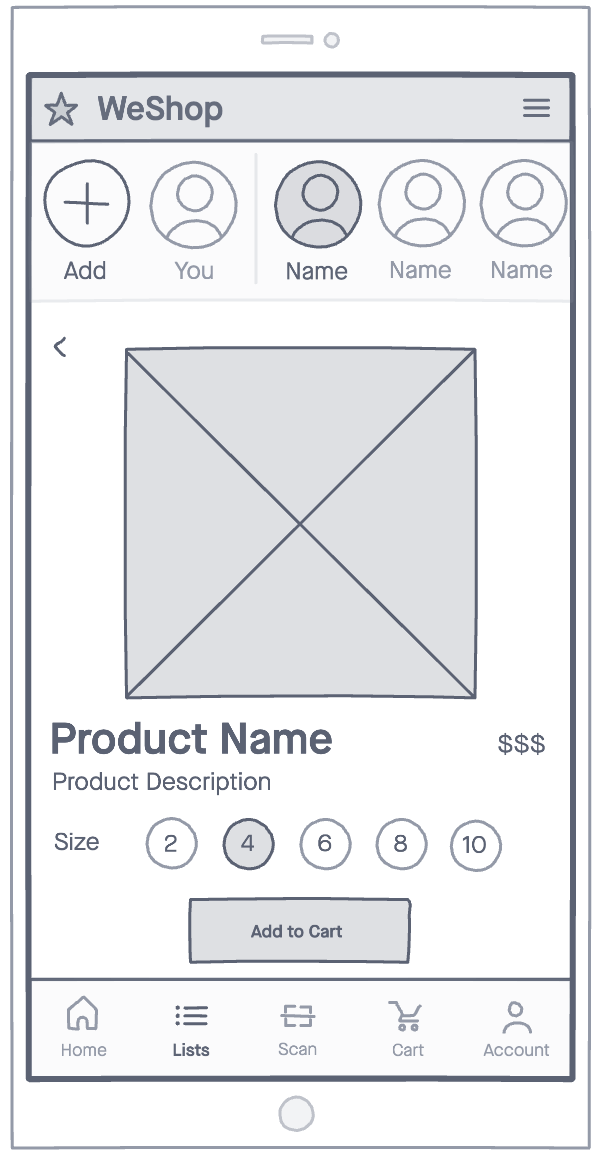 WeShop
Add You Name Name Name
Product Name $$$
Product Description
Size 2 4 6 8 10
Add to Cart
Home Lists Scan Cart Account